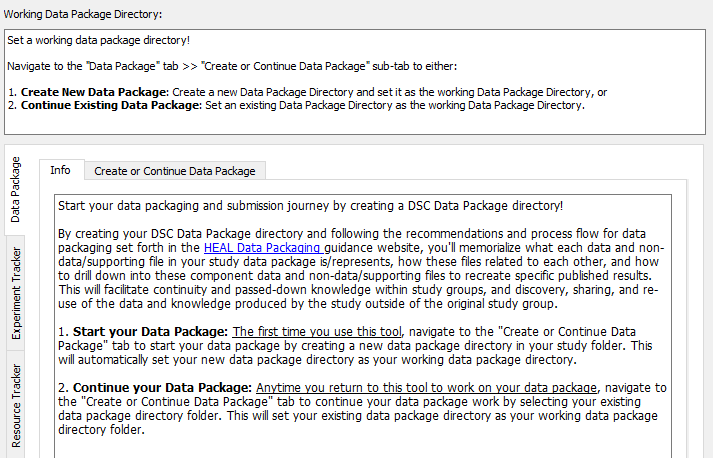 Working Data Package Directory:
Set a working data package directory!
Navigate to the "Data Package" tab >> "Create or Continue Data Package" sub-tab to either:
1. Create New Data Package: Create a new Data Package Directory and set it as the working Data Package Directory, or
2. Continue Existing Data Package: Set an existing Data Package Directory as the working Data Package Directory.
Data Package
Experiment Tracker
Resource Tracker
Info
Create or Continue Data Package
Start your data packaging and submission journey by creating a DSC Data Package directory!
By creating your DSC Data Package directory and following the recommendations and process flow for data
packaging set forth in the HEAL Data Packaging guidance website, you'll memorialize what each data and non-
data/supporting file in your study data package is/represents, how these files related to each other, and how
to drill down into these component data and non-data/supporting files to recreate specific published results.
This will facilitate continuity and passed-down knowledge within study groups, and discovery, sharing, and re-
use of the data and knowledge produced by the study outside of the original study group.
1. Start your Data Package: The first time you use this tool, navigate to the "Create or Continue Data
Package" tab to start your data package by creating a new data package directory in your study folder. This
will automatically set your new data package directory as your working data package directory.
2. Continue your Data Package: Anytime you return to this tool to work on your data package, navigate to
the "Create or Continue Data Package" tab to continue your data package work by selecting your existing
data package directory folder. This will set your existing data package directory as your working data package
directory folder.